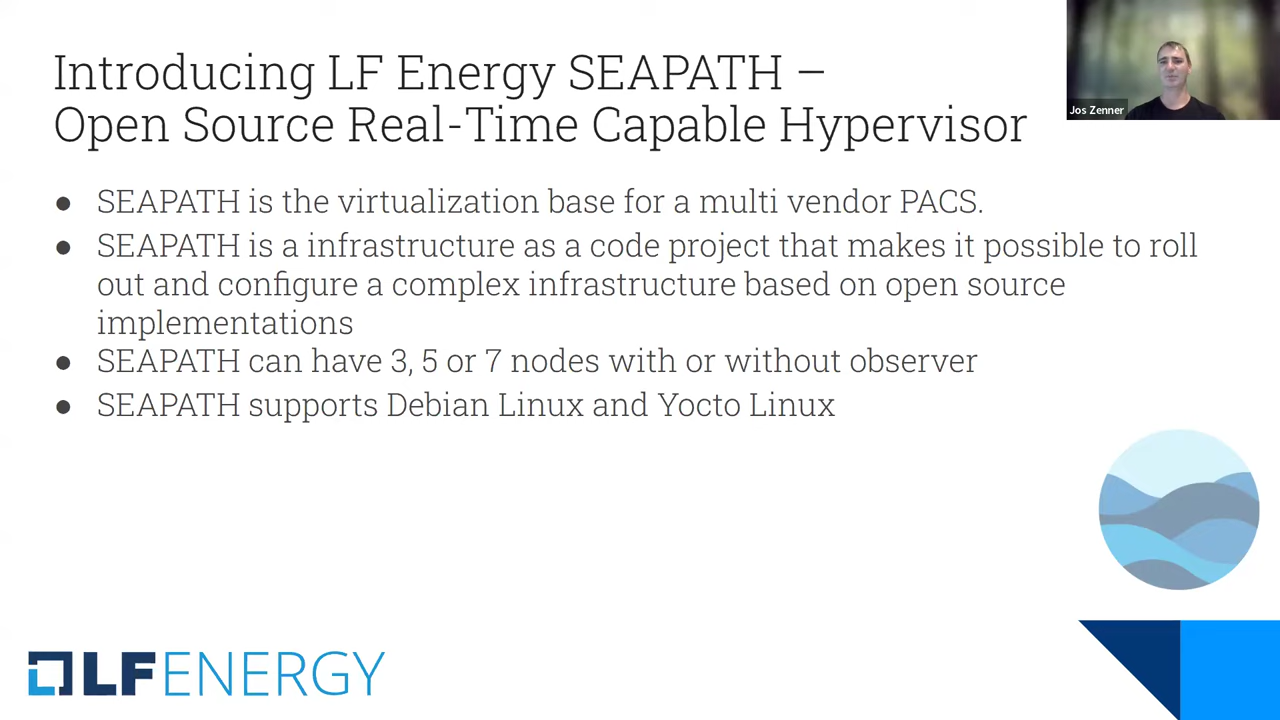 Introducing LF Energy SEAPATH –
Open Source Real-Time Capable Hypervisor
Jos Zenner
● SEAPATH is the virtualization base for a multi vendor PACS.
● SEAPATH is a infrastructure as a code project that makes it possible to roll
out and configure a complex infrastructure based on open source
implementations
● SEAPATH can have 3, 5 or 7 nodes with or without observer
● SEAPATH supports Debian Linux and Yocto Linux
LFENERGY